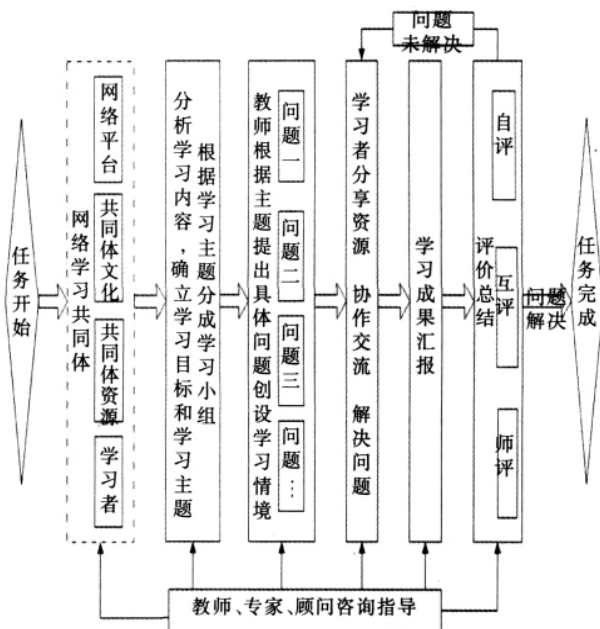 问题
未解决
任务开始
网络学习共同体
网络平台
共同体文化
共同体资源
学习者
分析学习内容，确立学习目标和学习主题
根据学习主题分成学习小组
教师根据主题提出具体问题创设学习情境
问题一
问题二
问题三
问题…
学习者分享资源 协作交流 解决问题
学习成果汇报
评价总结
自评
互评
师评
问题
解决
任务完成
教师、专家、顾问咨询指导